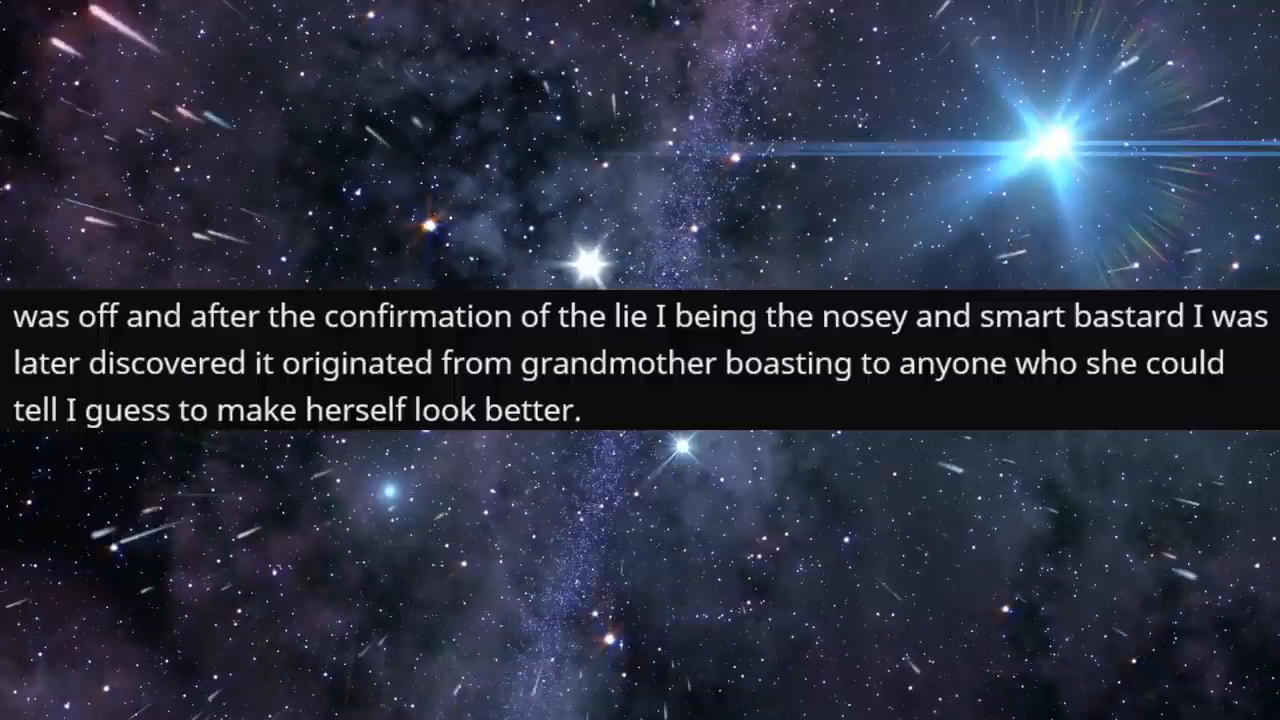 was off and after the confirmation of the lie I being the nosey and smart bastard I was
later discovered it originated from grandmother boasting to anyone who she could
tell I guess to make herself look better.